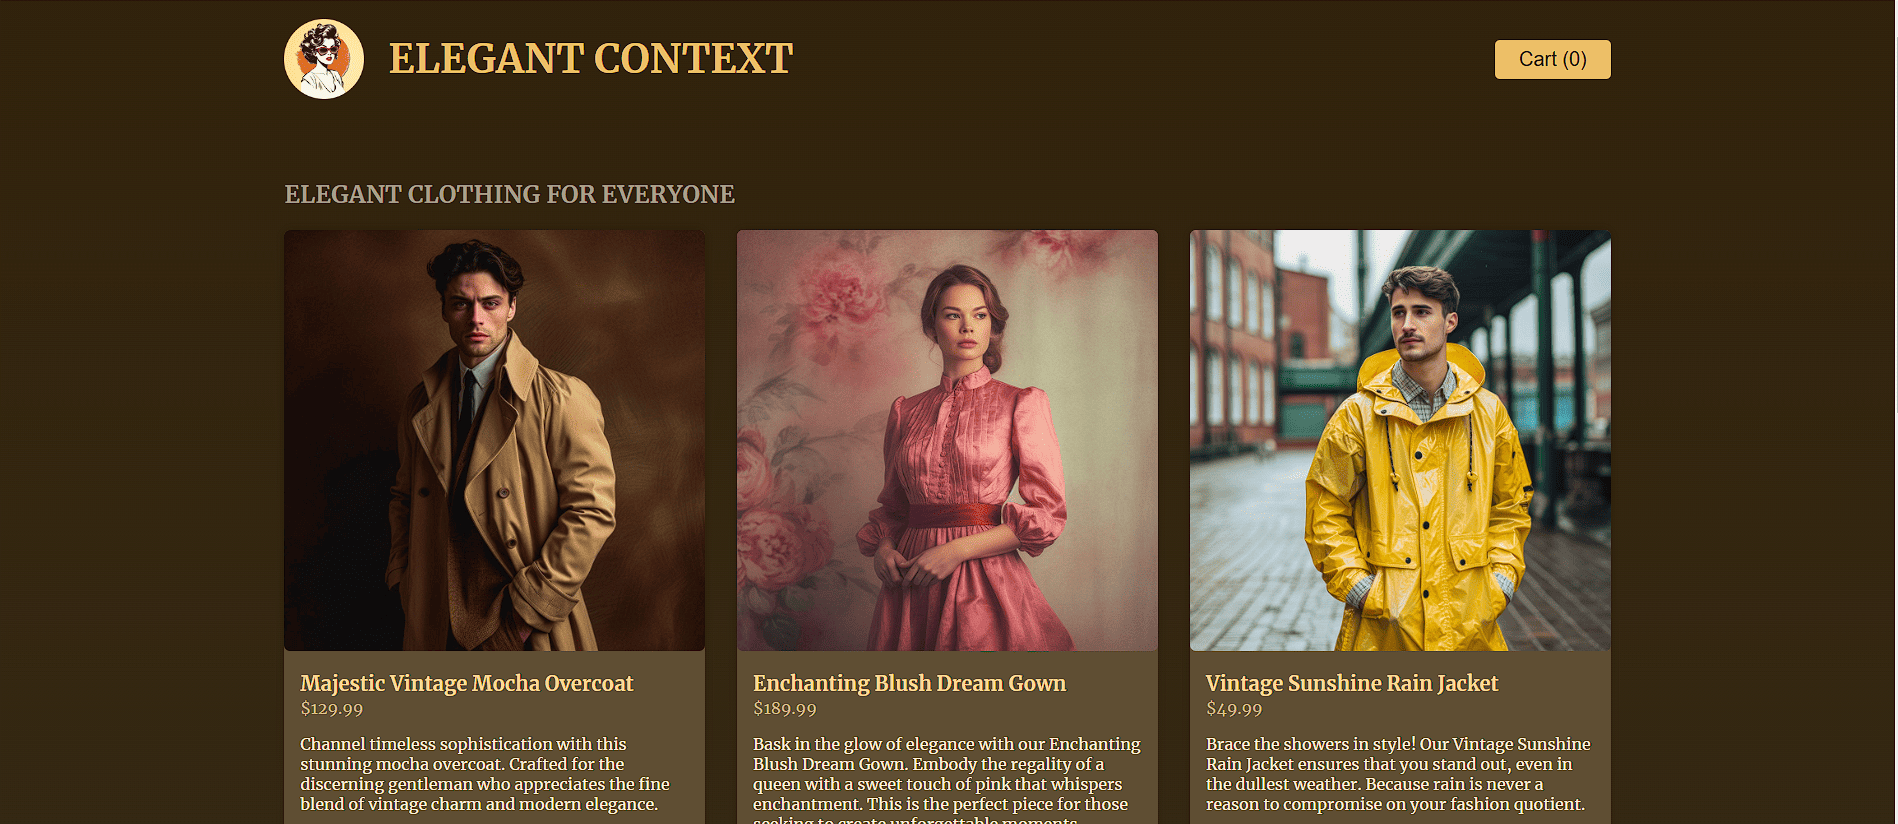 ELEGANT CONTEXT
Cart (0)
ELEGANT CLOTHING FOR EVERYONE
Majestic Vintage Mocha Overcoat
$129.99
Channel timeless sophistication with this
stunning mocha overcoat. Crafted for the
discerning gentleman who appreciates the fine
blend of vintage charm and modern elegance.
Enchanting Blush Dream Gown
$189.99
Bask in the glow of elegance with our Enchanting
Blush Dream Gown. Embody the regality of a
queen with a sweet touch of pink that whispers
enchantment. This is the perfect piece for those
seeking to create unforgettable moments.
Vintage Sunshine Rain Jacket
$49.99
Brace the showers in style! Our Vintage Sunshine
Rain Jacket ensures that you stand out, even in
the dullest weather. Because rain is never a
reason to compromise on your fashion quotient.